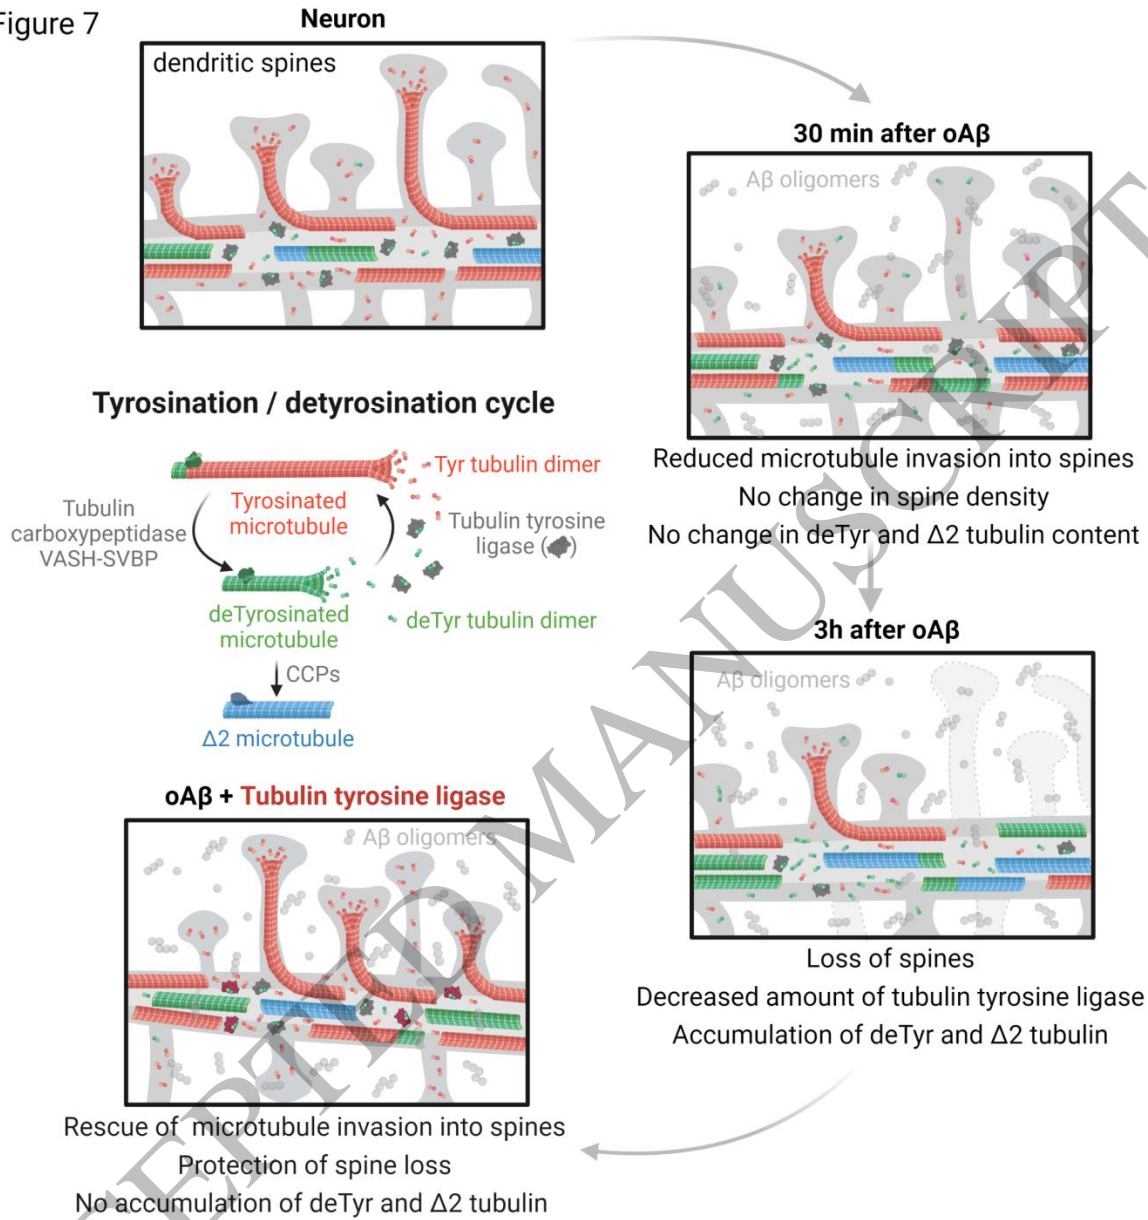 Figure 7
Neuron
dendritic spines
30 min after oAβ
Aβ oligomers
Reduced microtubule invasion into spines
No change in spine density
No change in deTyr and Δ2 tubulin content
Tyrosination / detyrosination cycle
Tyr tubulin dimer
Tyrosinated
microtubule
Tubulin
carboxypeptidase
VASH-SVBP
Tubulin tyrosine
ligase ( )
deTyrosinated
microtubule
deTyr tubulin dimer
CCPs
Δ2 microtubule
3h after oAβ
Aβ oligomers
Loss of spines
Decreased amount of tubulin tyrosine ligase
Accumulation of deTyr and Δ2 tubulin
oAβ + Tubulin tyrosine ligase
Aβ oligomers
Rescue of microtubule invasion into spines
Protection of spine loss
No accumulation of deTyr and Δ2 tubulin
CEPTED MANUSCRIPT